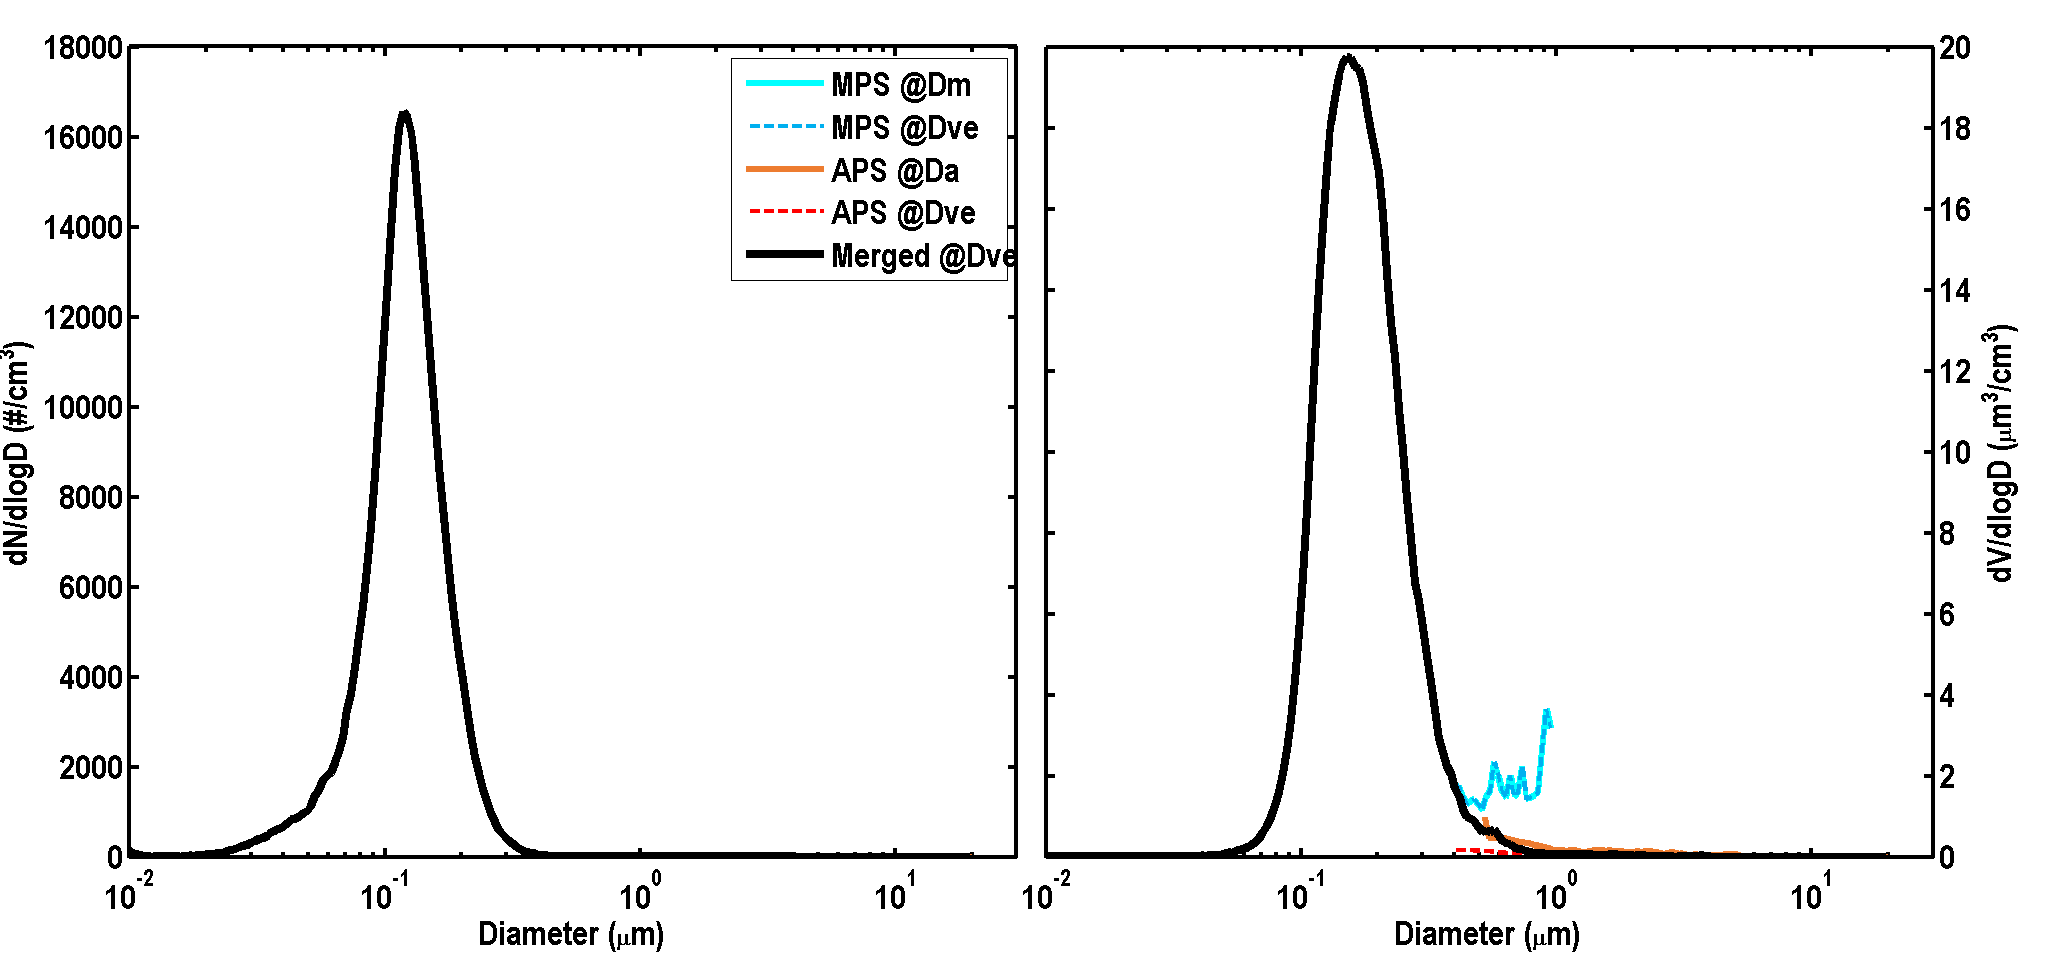 18000
16000
14000
12000
10000
8000
6000
4000
2000
0
dN/dlogD (#/cm³)
10⁻² 10⁻¹ 10⁰ 10¹
Diameter (μm)
MPS @Dm
MPS @Dve
APS @Da
APS @Dve
Merged @Dve
20
18
16
14
12
10
8
6
4
2
0
dV/dlogD (μm³/cm³)
10⁻² 10⁻¹ 10⁰ 10¹
Diameter (μm)